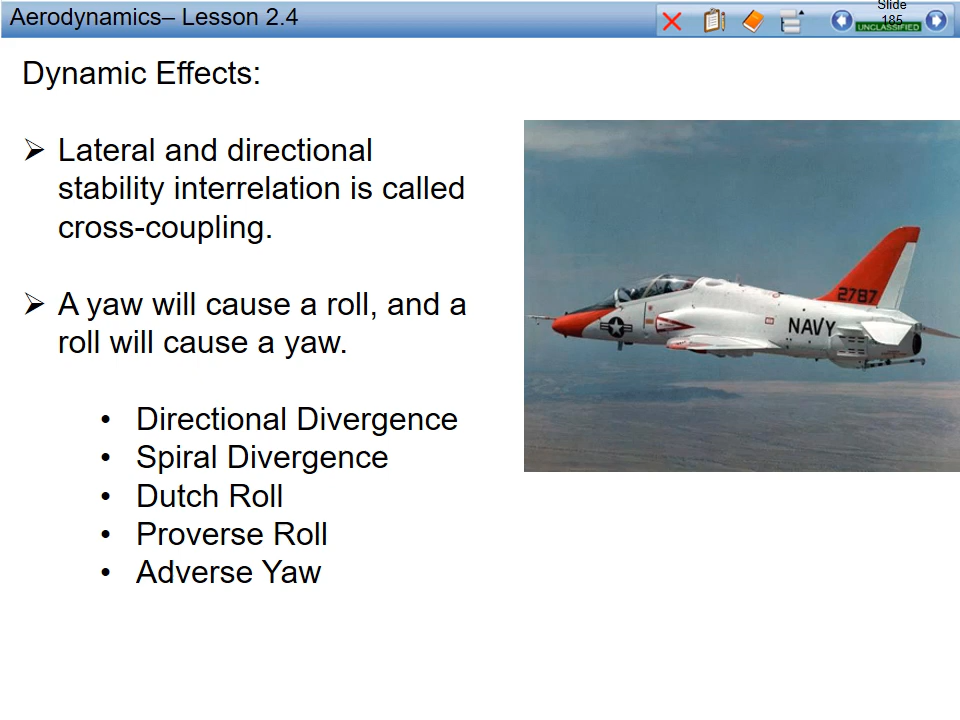 Aerodynamics– Lesson 2.4
Slide
185
UNCLASSIFIED
Dynamic Effects:
➢ Lateral and directional
stability interrelation is called
cross-coupling.
➢ A yaw will cause a roll, and a
roll will cause a yaw.
• Directional Divergence
• Spiral Divergence
• Dutch Roll
• Proverse Roll
• Adverse Yaw
2787
NAVY